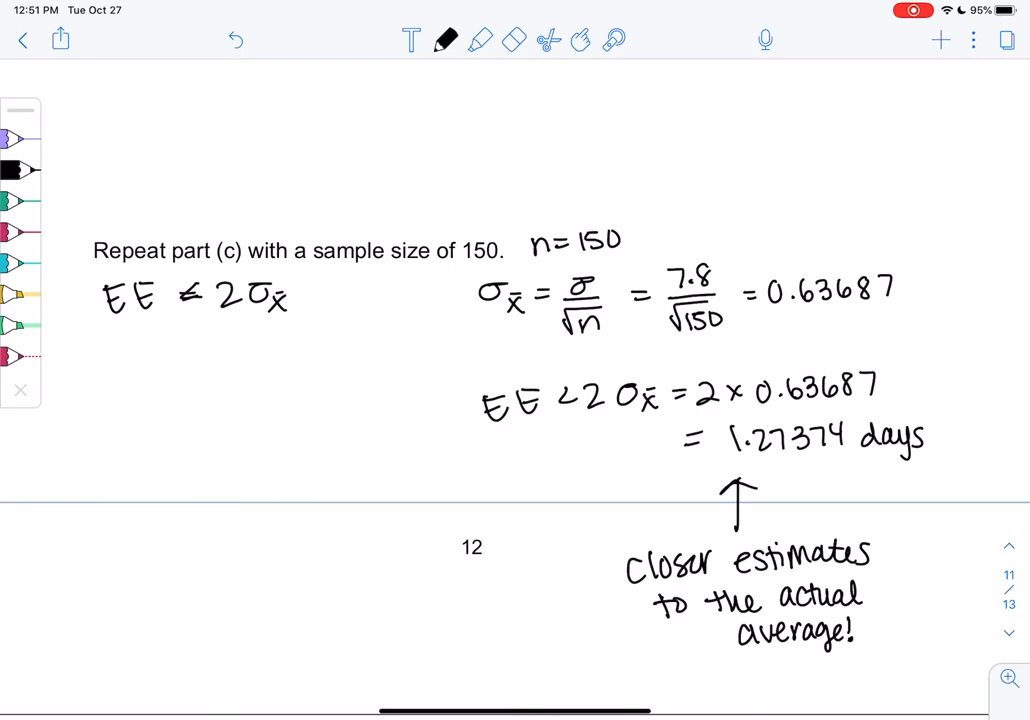 12:51 PM Tue Oct 27
95%
Repeat part (c) with a sample size of 150. n = 150
EE < 2σx̄
σx̄ = σ/√n = 7.8/√150 = 0.63687
EE < 2σx̄ = 2 × 0.63687
= 1.27374 days
closer estimates
to the actual
average!
12
11
/
13